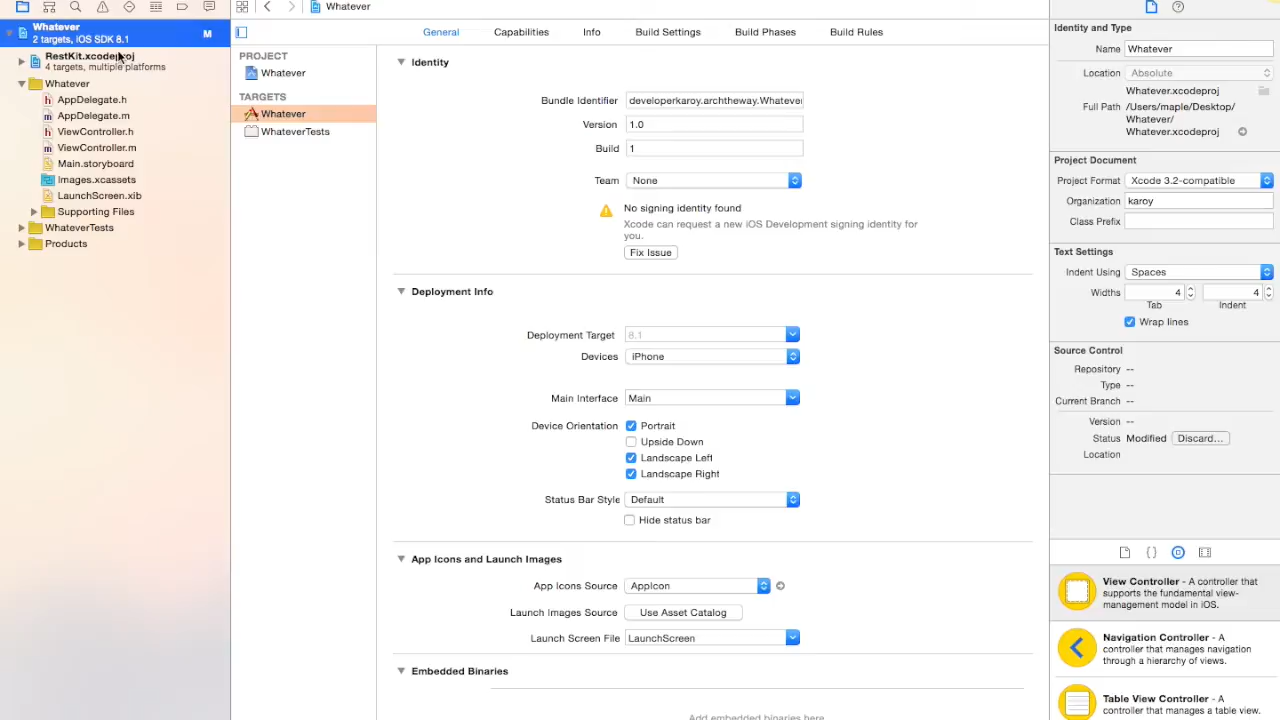 Whatever
2 targets, iOS SDK 8.1
M
RestKit.xcodeproj
4 targets, multiple platforms
Whatever
AppDelegate.h
AppDelegate.m
ViewController.h
ViewController.m
Main.storyboard
Images.xcassets
LaunchScreen.xib
Supporting Files
WhateverTests
Products
Whatever
General
Capabilities
Info
Build Settings
Build Phases
Build Rules
PROJECT
Whatever
TARGETS
Whatever
WhateverTests
Identity
Bundle Identifier developerkaroy.archtheway.Whatever
Version 1.0
Build 1
Team None
No signing identity found
Xcode can request a new iOS Development signing identity for
you.
Fix Issue
Deployment Info
Deployment Target 8.1
Devices iPhone
Main Interface Main
Device Orientation Portrait
Upside Down
Landscape Left
Landscape Right
Status Bar Style Default
Hide status bar
App Icons and Launch Images
App Icons Source AppIcon
Launch Images Source Use Asset Catalog
Launch Screen File LaunchScreen
Embedded Binaries
Add embedded binaries here
Identity and Type
Name Whatever
Location Absolute
Whatever.xcodeproj
Full Path /Users/maple/Desktop/
Whatever/
Whatever.xcodeproj
Project Document
Project Format Xcode 3.2-compatible
Organization karoy
Class Prefix
Text Settings
Indent Using Spaces
Widths 4 4
Tab Indent
Wrap lines
Source Control
Repository --
Type --
Current Branch --
Version --
Status Modified Discard...
Location
{ }
View Controller - A controller that
supports the fundamental view-
management model in iOS.
Navigation Controller - A
controller that manages navigation
through a hierarchy of views.
Table View Controller - A
controller that manages a table view.